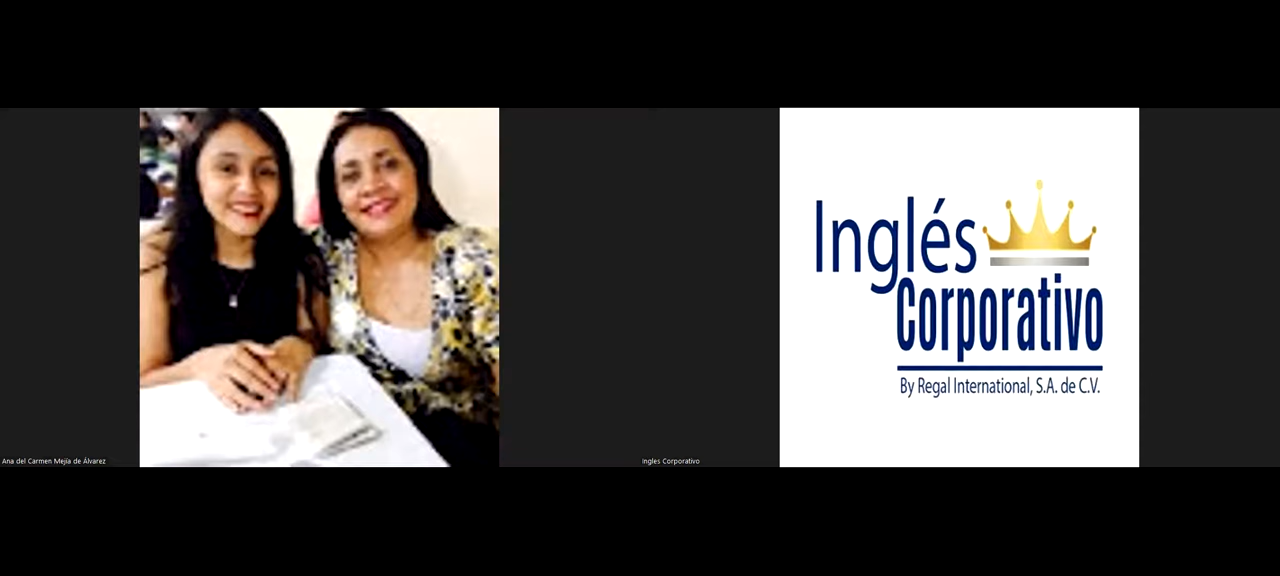 Inglés
Corporativo
By Regal International, S.A. de C.V.
Ana del Carmen Mejía de Álvarez
Ingles Corporativo